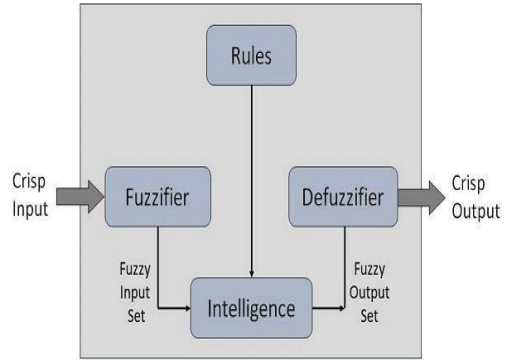 Rules
Crisp
Input
Fuzzifier
Defuzzifier
Crisp
Output
Fuzzy
Input
Set
Intelligence
Fuzzy
Output
Set